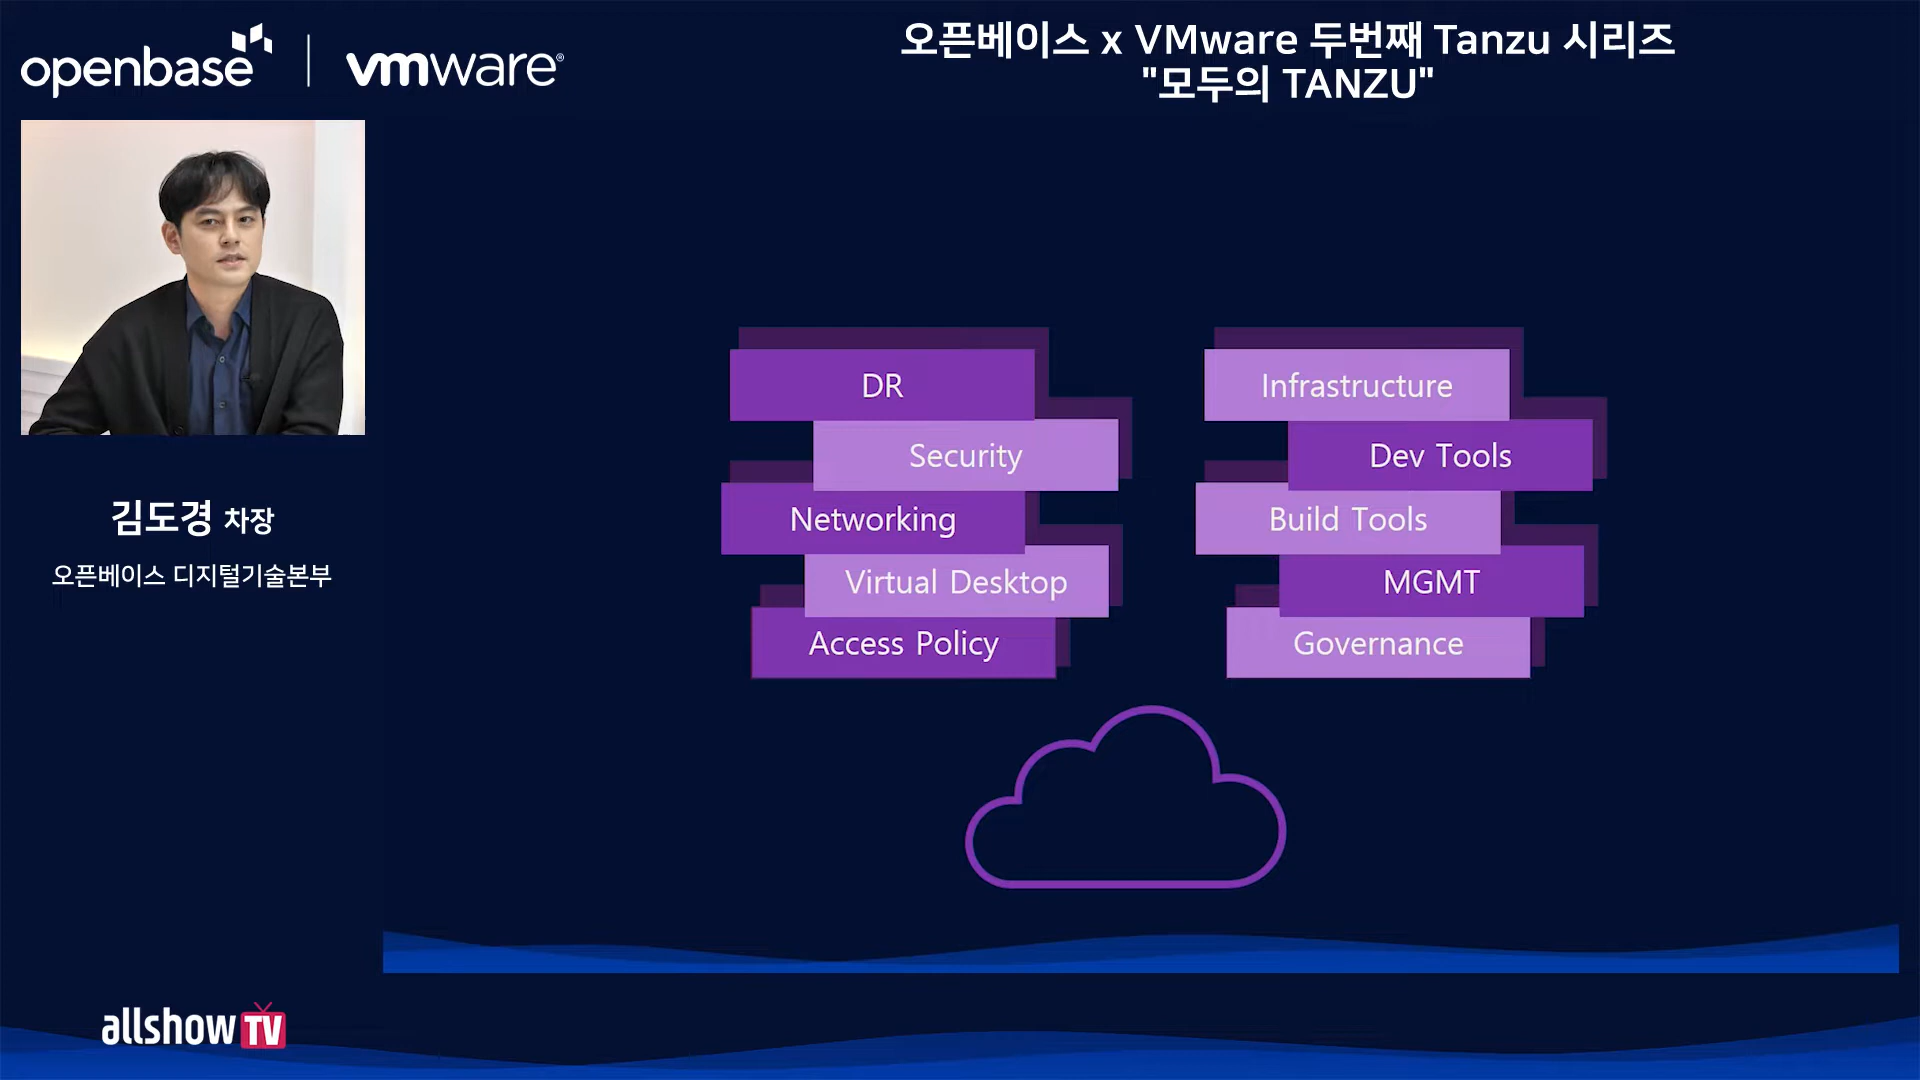 openbase
vmware®
오픈베이스 x VMware 두번째 Tanzu 시리즈
"모두의 TANZU"
김도경 차장
오픈베이스 디지털기술본부
DR
Security
Networking
Virtual Desktop
Access Policy
Infrastructure
Dev Tools
Build Tools
MGMT
Governance
allshow TV